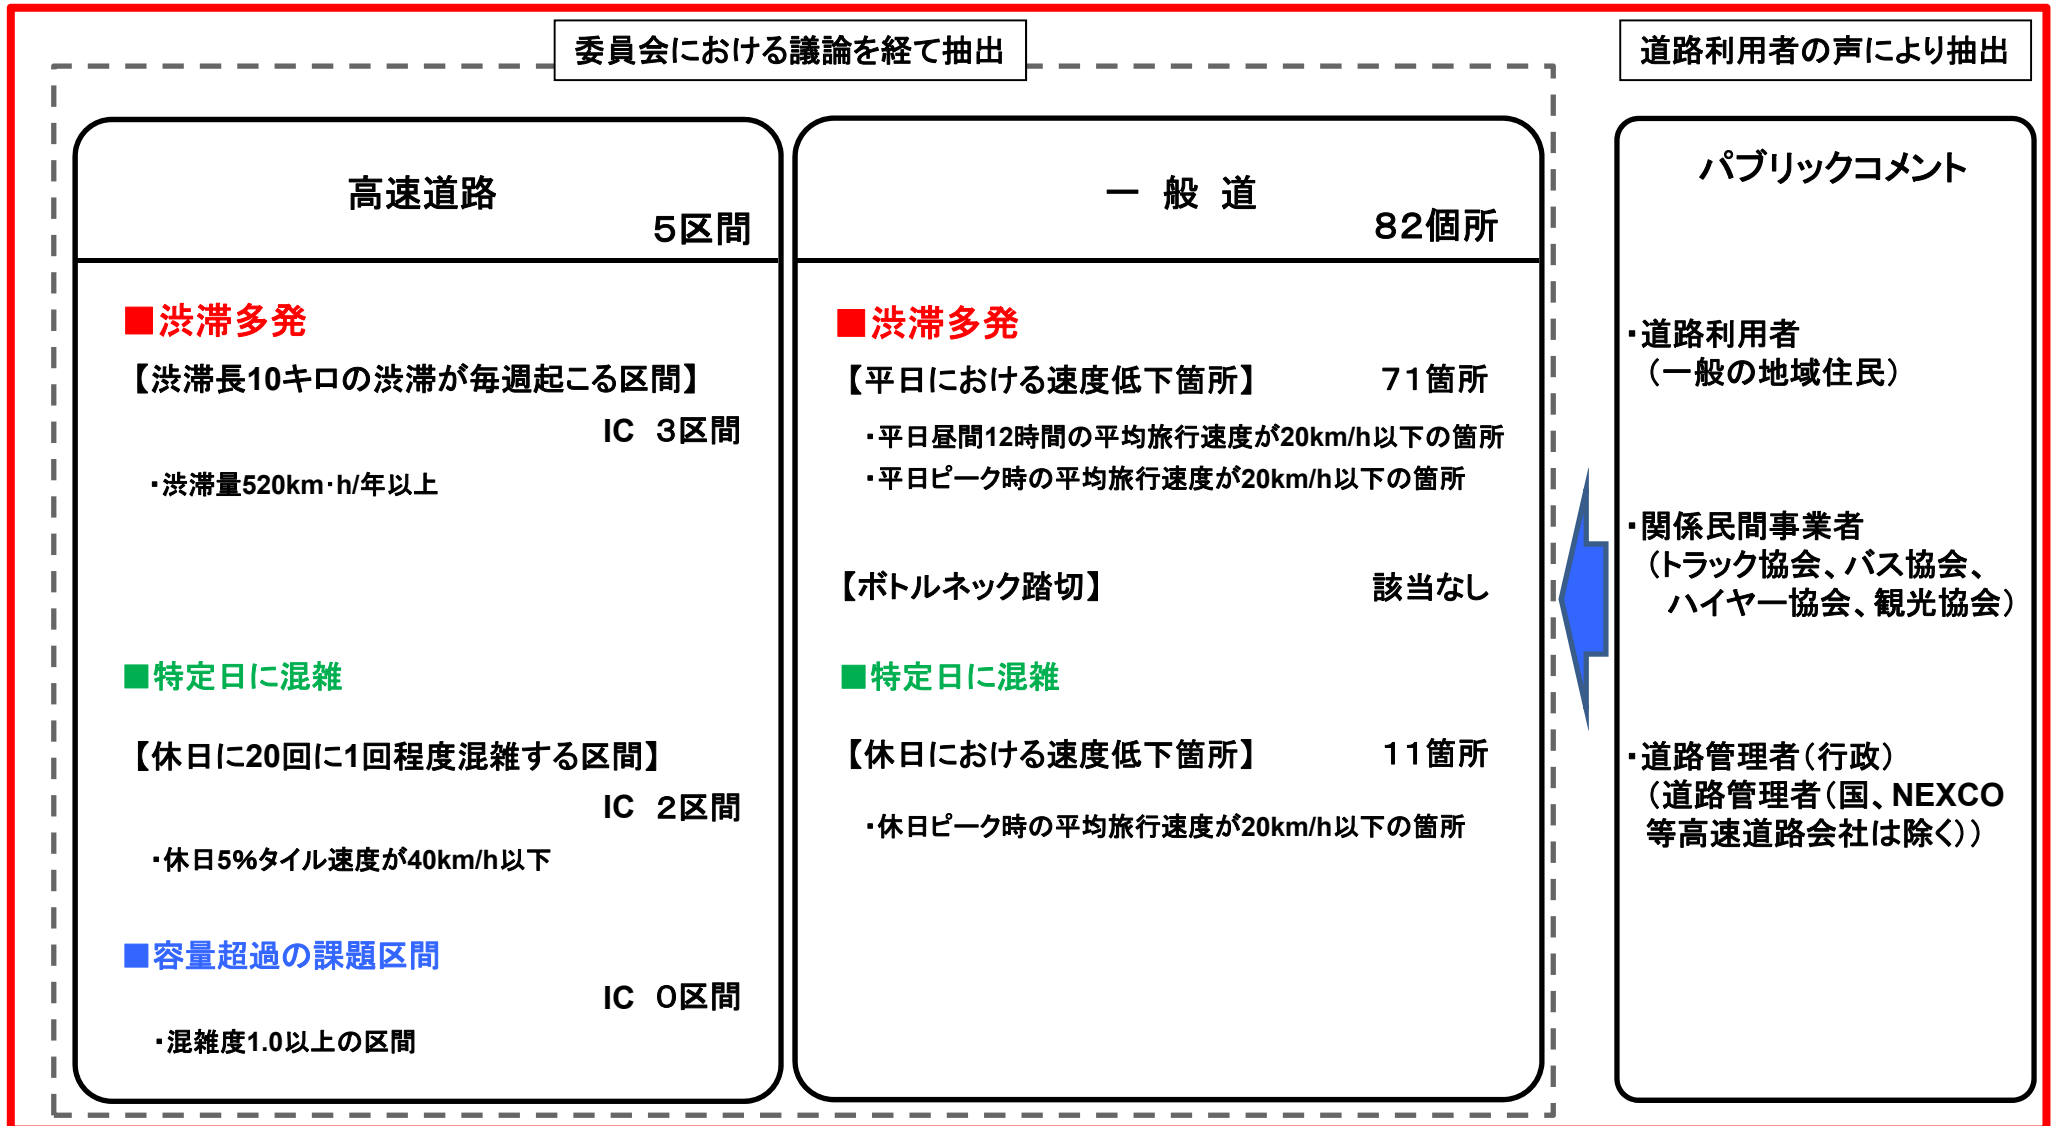 委員会における議論を経て抽出
道路利用者の声により抽出
高速道路
5区間
■渋滞多発
【渋滞長10キロの渋滞が毎週起こる区間】
IC 3区間
・渋滞量520km・h/年以上
■特定日に混雑
【休日に20回に1回程度混雑する区間】
IC 2区間
・休日5%タイル速度が40km/h以下
■容量超過の課題区間
IC 0区間
・混雑度1.0以上の区間
一般道
82個所
■渋滞多発
【平日における速度低下箇所】 71箇所
・平日昼間12時間の平均旅行速度が20km/h以下の箇所
・平日ピーク時の平均旅行速度が20km/h以下の箇所
【ボトルネック踏切】 該当なし
■特定日に混雑
【休日における速度低下箇所】 11箇所
・休日ピーク時の平均旅行速度が20km/h以下の箇所
パブリックコメント
・道路利用者
（一般の地域住民）
・関係民間事業者
（トラック協会、バス協会、
ハイヤー協会、観光協会）
・道路管理者（行政）
（道路管理者（国、NEXCO
等高速道路会社は除く））